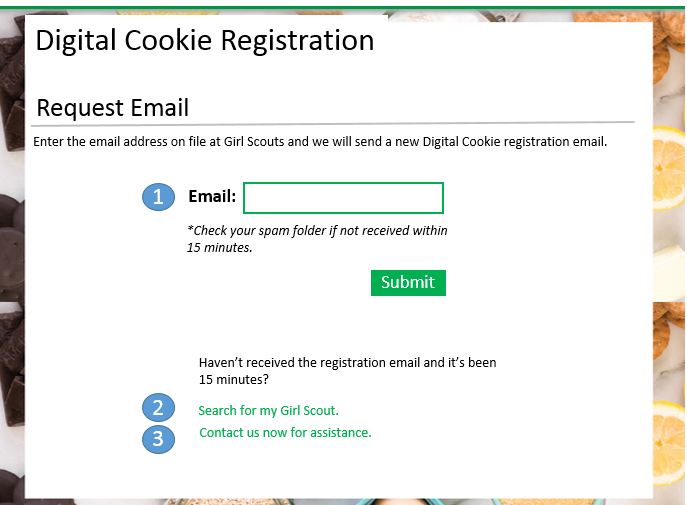 Digital Cookie Registration
Request Email
Enter the email address on file at Girl Scouts and we will send a new Digital Cookie registration email.
1 Email:
*Check your spam folder if not received within
15 minutes.
Submit
Haven’t received the registration email and it’s been
15 minutes?
2 Search for my Girl Scout.
3 Contact us now for assistance.